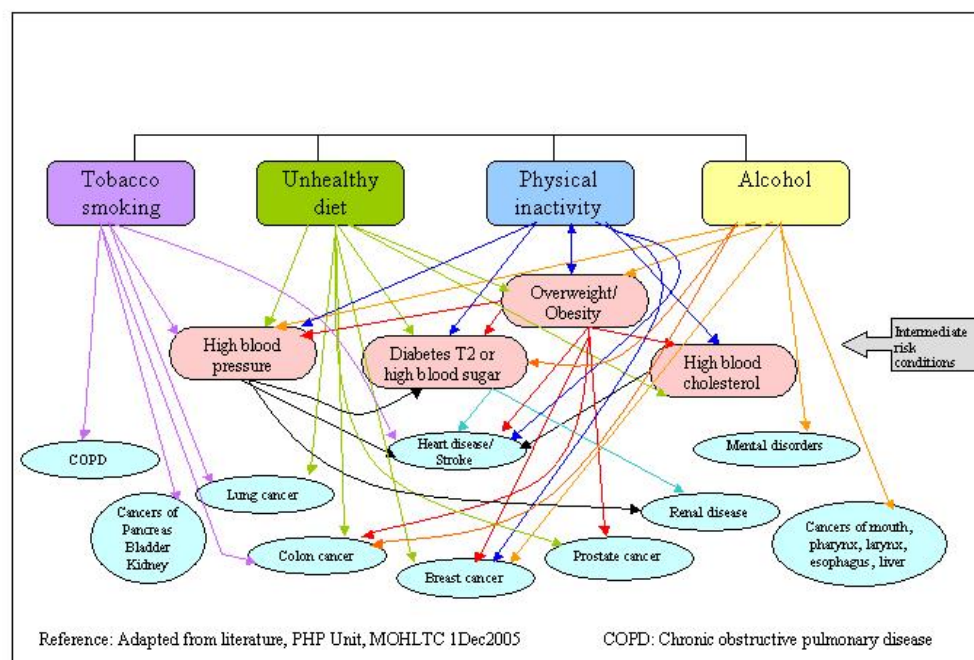 Tobacco
smoking
Unhealthy
diet
Physical
inactivity
Alcohol
Overweight/
Obesity
High blood
pressure
Diabetes T2 or
high blood sugar
High blood
cholesterol
Intermediate
risk
conditions
COPD
Heart disease/
Stroke
Mental disorders
Lung cancer
Renal disease
Cancers of
Pancreas
Bladder
Kidney
Colon cancer
Breast cancer
Prostate cancer
Cancers of mouth,
pharynx, larynx,
esophagus, liver
Reference: Adapted from literature, PHP Unit, MOHLTC 1Dec2005
COPD: Chronic obstructive pulmonary disease